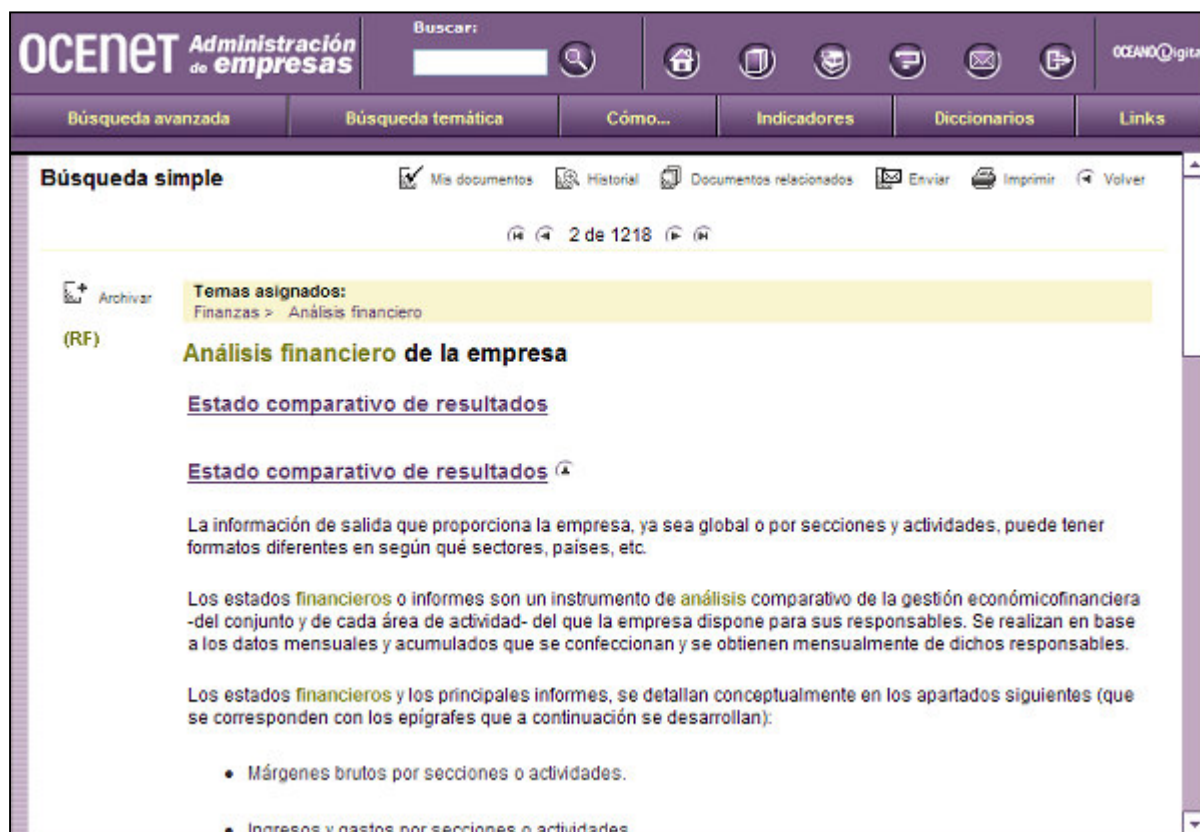 OCENET Administración de empresas
Buscar:
OCEANO Digita
Búsqueda avanzada
Búsqueda temática
Cómo...
Indicadores
Diccionarios
Links
Búsqueda simple
Mis documentos
Historial
Documentos relacionados
Enviar
Imprimir
Volver
2 de 1218
Archivar
Temas asignados:
Finanzas > Análisis financiero
(RF)
Análisis financiero de la empresa
Estado comparativo de resultados
Estado comparativo de resultados
La información de salida que proporciona la empresa, ya sea global o por secciones y actividades, puede tener
formatos diferentes en según qué sectores, países, etc.
Los estados financieros o informes son un instrumento de análisis comparativo de la gestión económicofinanciera
-del conjunto y de cada área de actividad- del que la empresa dispone para sus responsables. Se realizan en base
a los datos mensuales y acumulados que se confeccionan y se obtienen mensualmente de dichos responsables.
Los estados financieros y los principales informes, se detallan conceptualmente en los apartados siguientes (que
se corresponden con los epígrafes que a continuación se desarrollan):
• Márgenes brutos por secciones o actividades.
• Ingresos y gastos por secciones o actividades